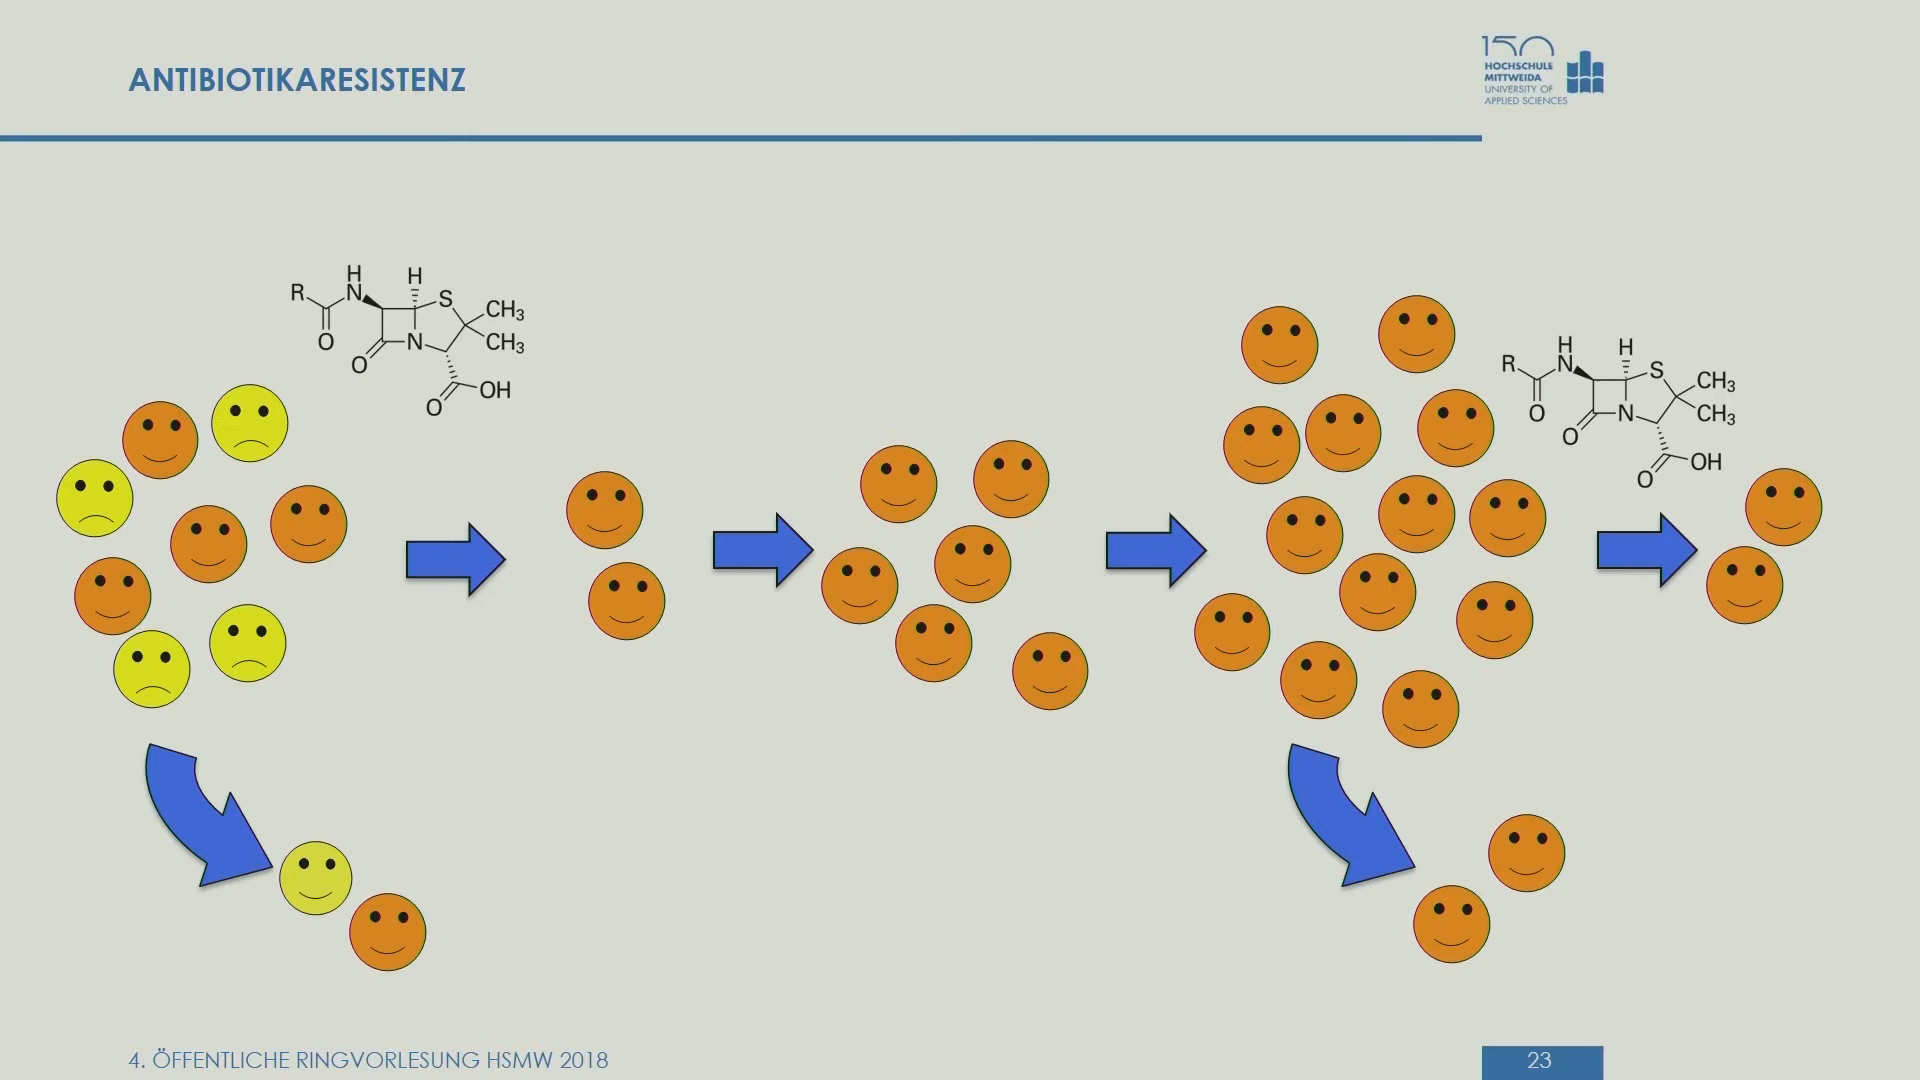 ANTIBIOTIKARESISTENZ
150
HOCHSCHULE
MITTWEIDA
UNIVERSITY OF
APPLIED SCIENCES
H
R
N
H
S
CH3
O
O
N
CH3
O
OH
H
R
N
H
S
CH3
O
O
N
CH3
O
OH
4. ÖFFENTLICHE RINGVORLESUNG HSMW 2018
23